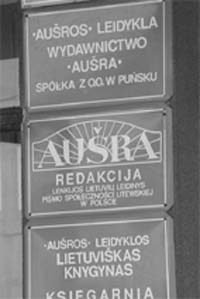 "AUŠROS" LEIDYKLA
WYDAWNICTWO
"AUŠRA"
SPÓŁKA Z O.O. W PUŃSKU
AUŠRA
REDAKCIJA
LENKIJOS LIETUVIŲ LEIDINYS
PISMO SPOŁECZNOŚCI LITEWSKIEJ
W POLSCE
"AUŠROS" LEIDYKLOS
LIETUVIŠKAS
KNYGYNAS
KSIĘGARNIA